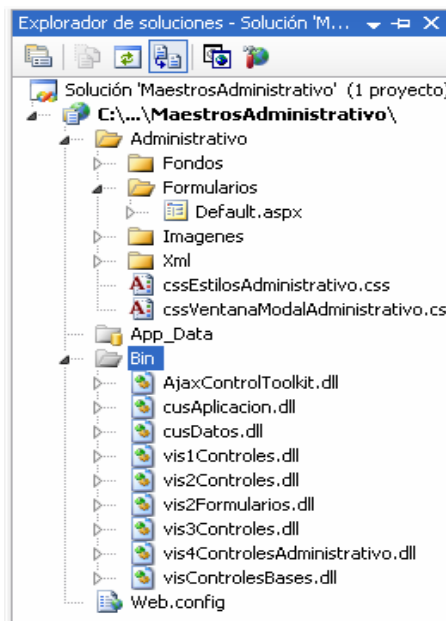 Explorador de soluciones - Solución 'M...
Solución 'MaestrosAdministrativo' (1 proyecto)
C:\...\MaestrosAdministrativo\
Administrativo
Fondos
Formularios
Default.aspx
Imagenes
Xml
cssEstilosAdministrativo.css
cssVentanaModalAdministrativo.cs
App_Data
Bin
AjaxControlToolkit.dll
cusAplicacion.dll
cusDatos.dll
vis1Controles.dll
vis2Controles.dll
vis2Formularios.dll
vis3Controles.dll
vis4ControlesAdministrativo.dll
visControlesBases.dll
Web.config